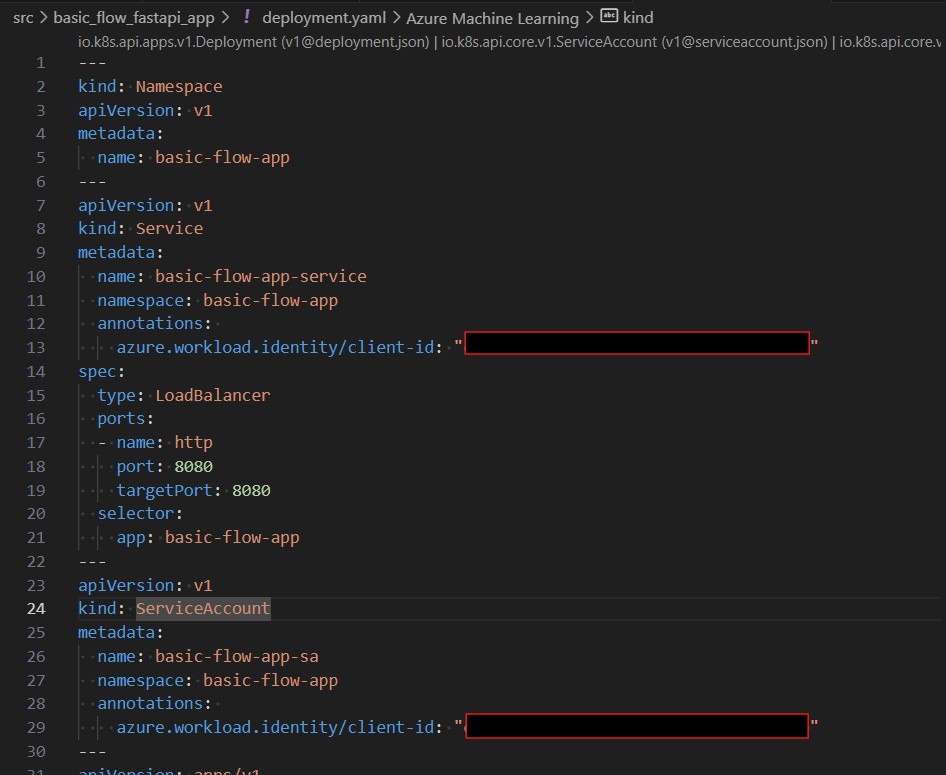 src > basic_flow_fastapi_app > ! deployment.yaml > Azure Machine Learning > abc kind
io.k8s.api.apps.v1.Deployment (v1@deployment.json) | io.k8s.api.core.v1.ServiceAccount (v1@serviceaccount.json) | io.k8s.api.core.v
1 ---
2 kind: Namespace
3 apiVersion: v1
4 metadata:
5   name: basic-flow-app
6 ---
7 apiVersion: v1
8 kind: Service
9 metadata:
10   name: basic-flow-app-service
11   namespace: basic-flow-app
12   annotations:
13     azure.workload.identity/client-id: " "
14 spec:
15   type: LoadBalancer
16   ports:
17   - name: http
18     port: 8080
19     targetPort: 8080
20   selector:
21     app: basic-flow-app
22 ---
23 apiVersion: v1
24 kind: ServiceAccount
25 metadata:
26   name: basic-flow-app-sa
27   namespace: basic-flow-app
28   annotations:
29     azure.workload.identity/client-id: " "
30 ---
31 apiVersion: apps/v1